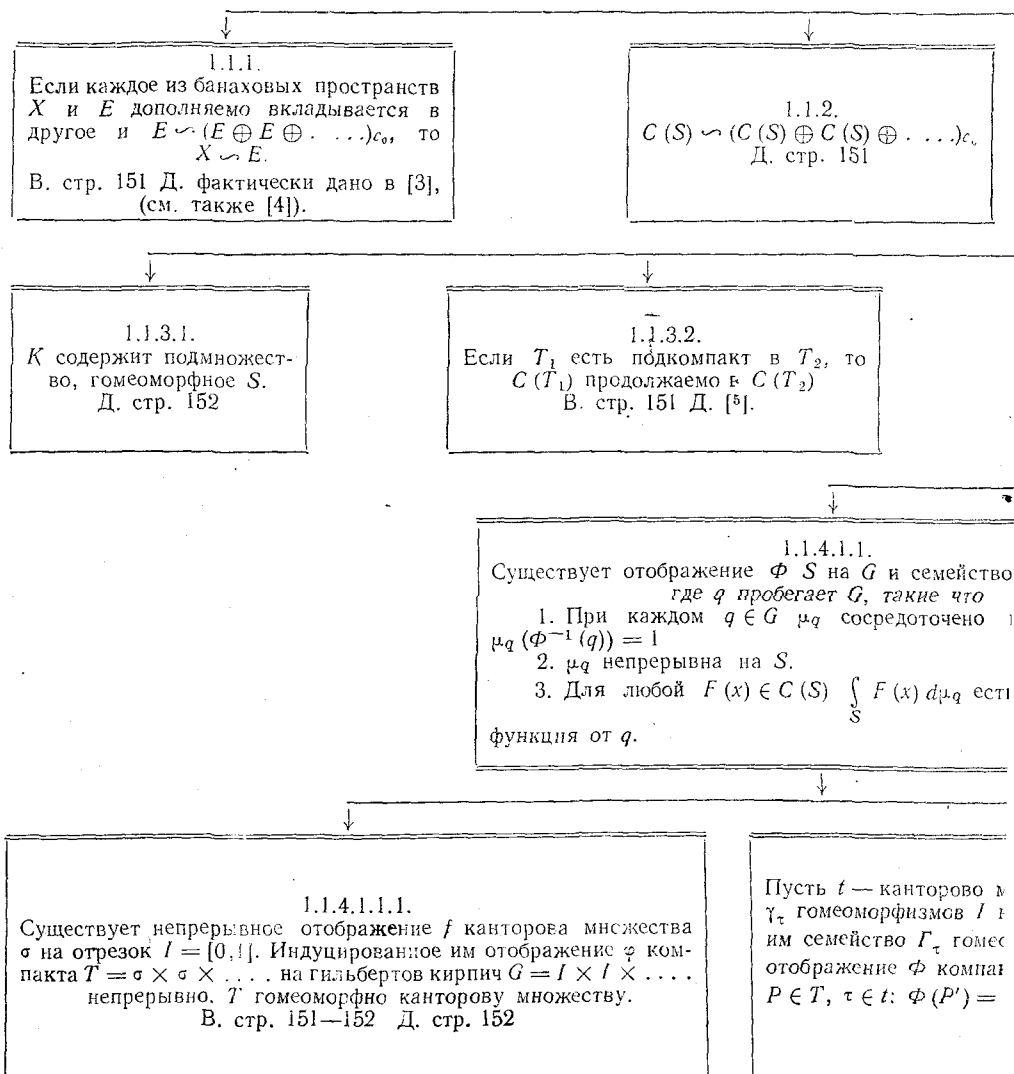 1.1.1.
Если каждое из банаховых пространств
X и E дополняемо вкладывается в
другое и E ∽ (E ⊕ E ⊕ . ...)c₀, то
X ∽ E.
В. стр. 151 Д. фактически дано в [3],
(см. также [4]).
1.1.2.
C (S) ∽ (C (S) ⊕ C (S) ⊕ . ...)c₀
Д. стр. 151
1.1.3.1.
K содержит подмножест-
во, гомеоморфное S.
Д. стр. 152
1.1.3.2.
Если T₁ есть подкомпакт в T₂, то
C (T₁) продолжаемо в C (T₂)
В. стр. 151 Д. [5].
1.1.4.1.1.
Существует отображение Φ S на G и семейство
где q пробегает G, такие что
1. При каждом q ∈ G μq сосредоточено
μq (Φ⁻¹ (q)) = 1
2. μq непрерывна на S.
3. Для любой F (x) ∈ C (S) ∫ F (x) dμq
S
функция от q.
1.1.4.1.1.1.
Существует непрерывное отображение f канторова множества
σ на отрезок I = [0,1]. Индуцированное им отображение φ ком-
пакта T = σ × σ × .... на гильбертов кирпич G = I × I × ....
непрерывно. T гомеоморфно канторову множеству.
В. стр. 151—152 Д. стр. 152
Пусть t — канторово
γτ гомеоморфизмов I
им семейство Γτ
отображение Φ
P ∈ T, τ ∈ t: Φ (P′) =